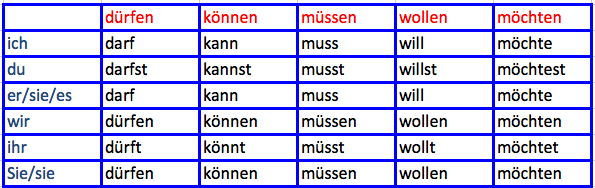 dürfen können müssen wollen möchten
ich darf kann muss will möchte
du darfst kannst musst willst möchtest
er/sie/es darf kann muss will möchte
wir dürfen können müssen wollen möchten
ihr dürft könnt müsst wollt möchtet
Sie/sie dürfen können müssen wollen möchten